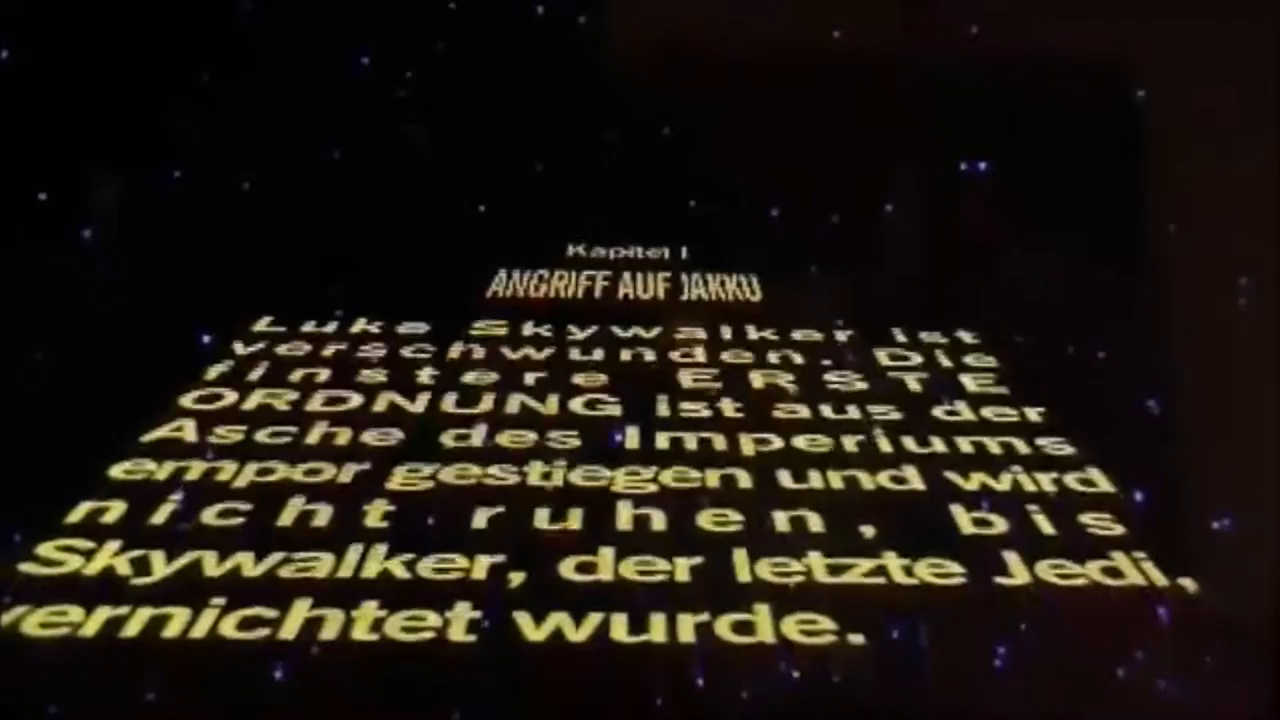 Kapitel I
ANGRIFF AUF JAKKU
Luke Skywalker ist
verschwunden. Die
finstere ERSTE
ORDNUNG ist aus der
Asche des Imperiums
empor gestiegen und wird
nicht ruhen, bis
Skywalker, der letzte Jedi,
vernichtet wurde.